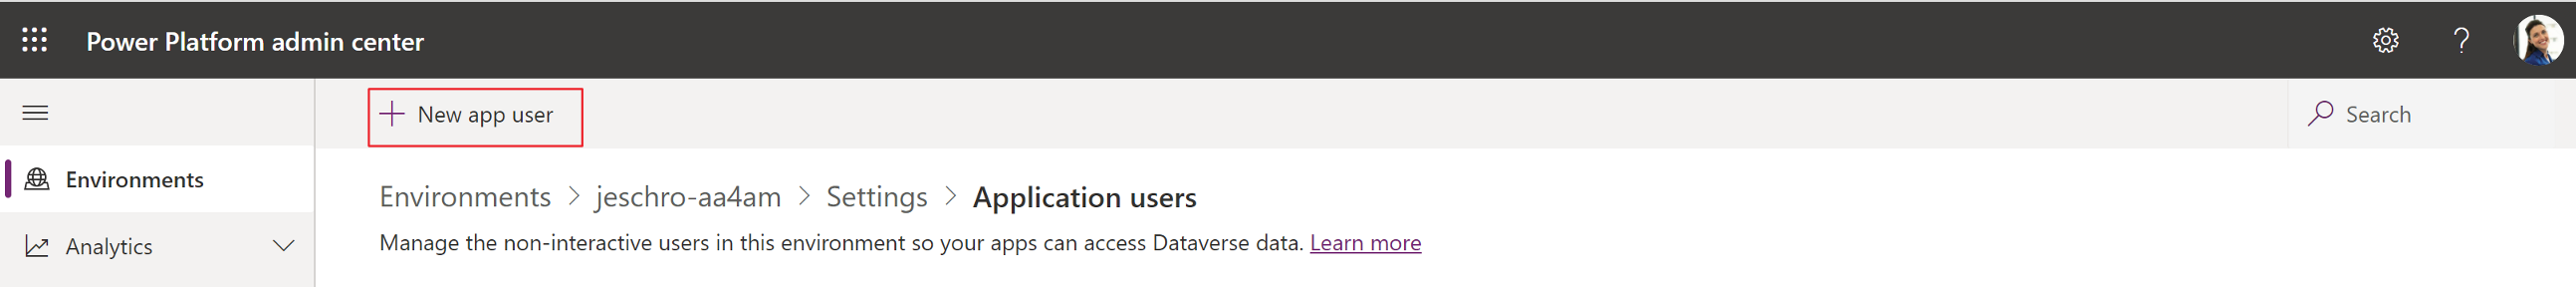 Power Platform admin center
New app user
Search
Environments
Analytics
Environments > jeschro-aa4am > Settings > Application users
Manage the non-interactive users in this environment so your apps can access Dataverse data. Learn more